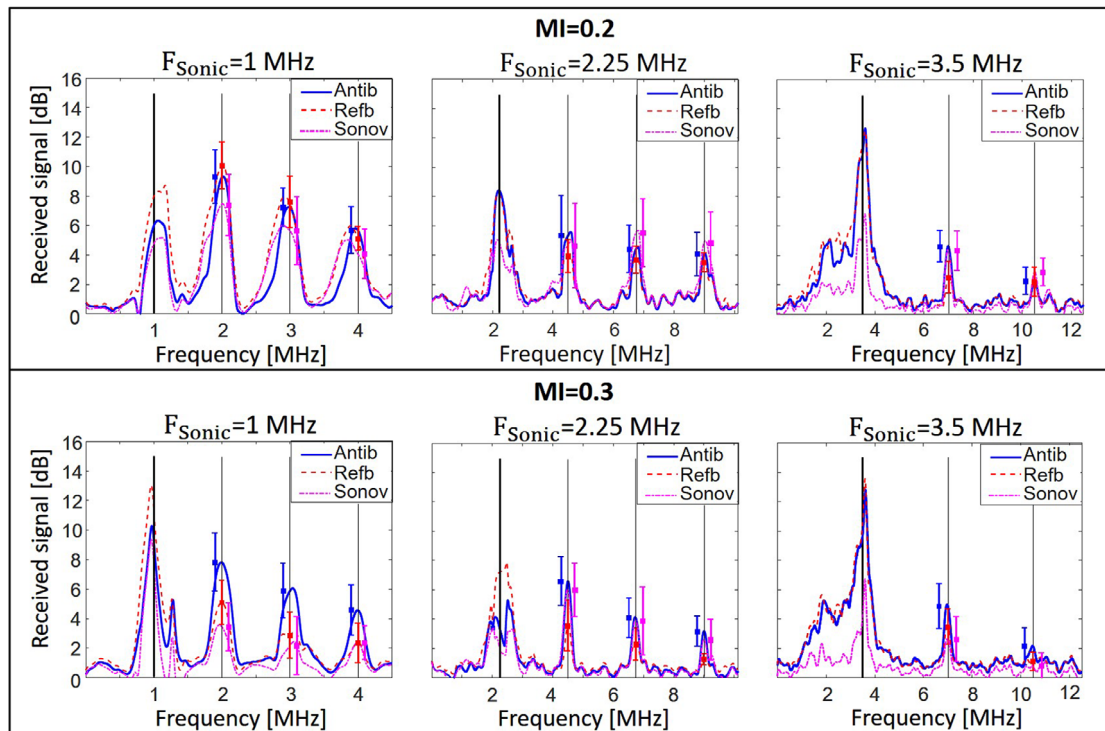 MI=0.2
F_Sonic=1 MHz
F_Sonic=2.25 MHz
F_Sonic=3.5 MHz
Received signal [dB]
16
14
12
10
8
6
4
2
0
Antib
Refb
Sonov
Antib
Refb
Sonov
Antib
Refb
Sonov
1 2 3 4
2 4 6 8
2 4 6 8 10 12
Frequency [MHz]
Frequency [MHz]
Frequency [MHz]
MI=0.3
F_Sonic=1 MHz
F_Sonic=2.25 MHz
F_Sonic=3.5 MHz
Received signal [dB]
16
14
12
10
8
6
4
2
0
Antib
Refb
Sonov
Antib
Refb
Sonov
Antib
Refb
Sonov
1 2 3 4
2 4 6 8
2 4 6 8 10 12
Frequency [MHz]
Frequency [MHz]
Frequency [MHz]